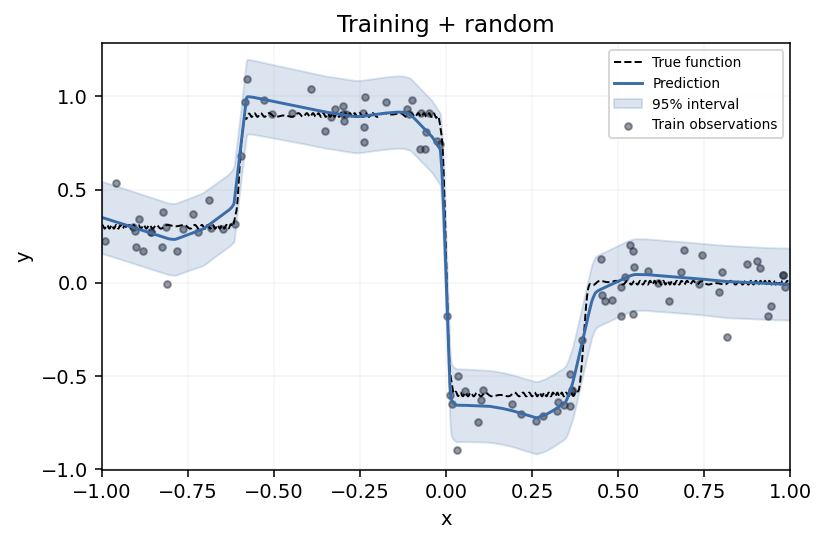 Training + random
True function
Prediction
95% interval
Train observations
1.0
0.5
0.0
−0.5
−1.0
y
−1.00 −0.75 −0.50 −0.25 0.00 0.25 0.50 0.75 1.00
x